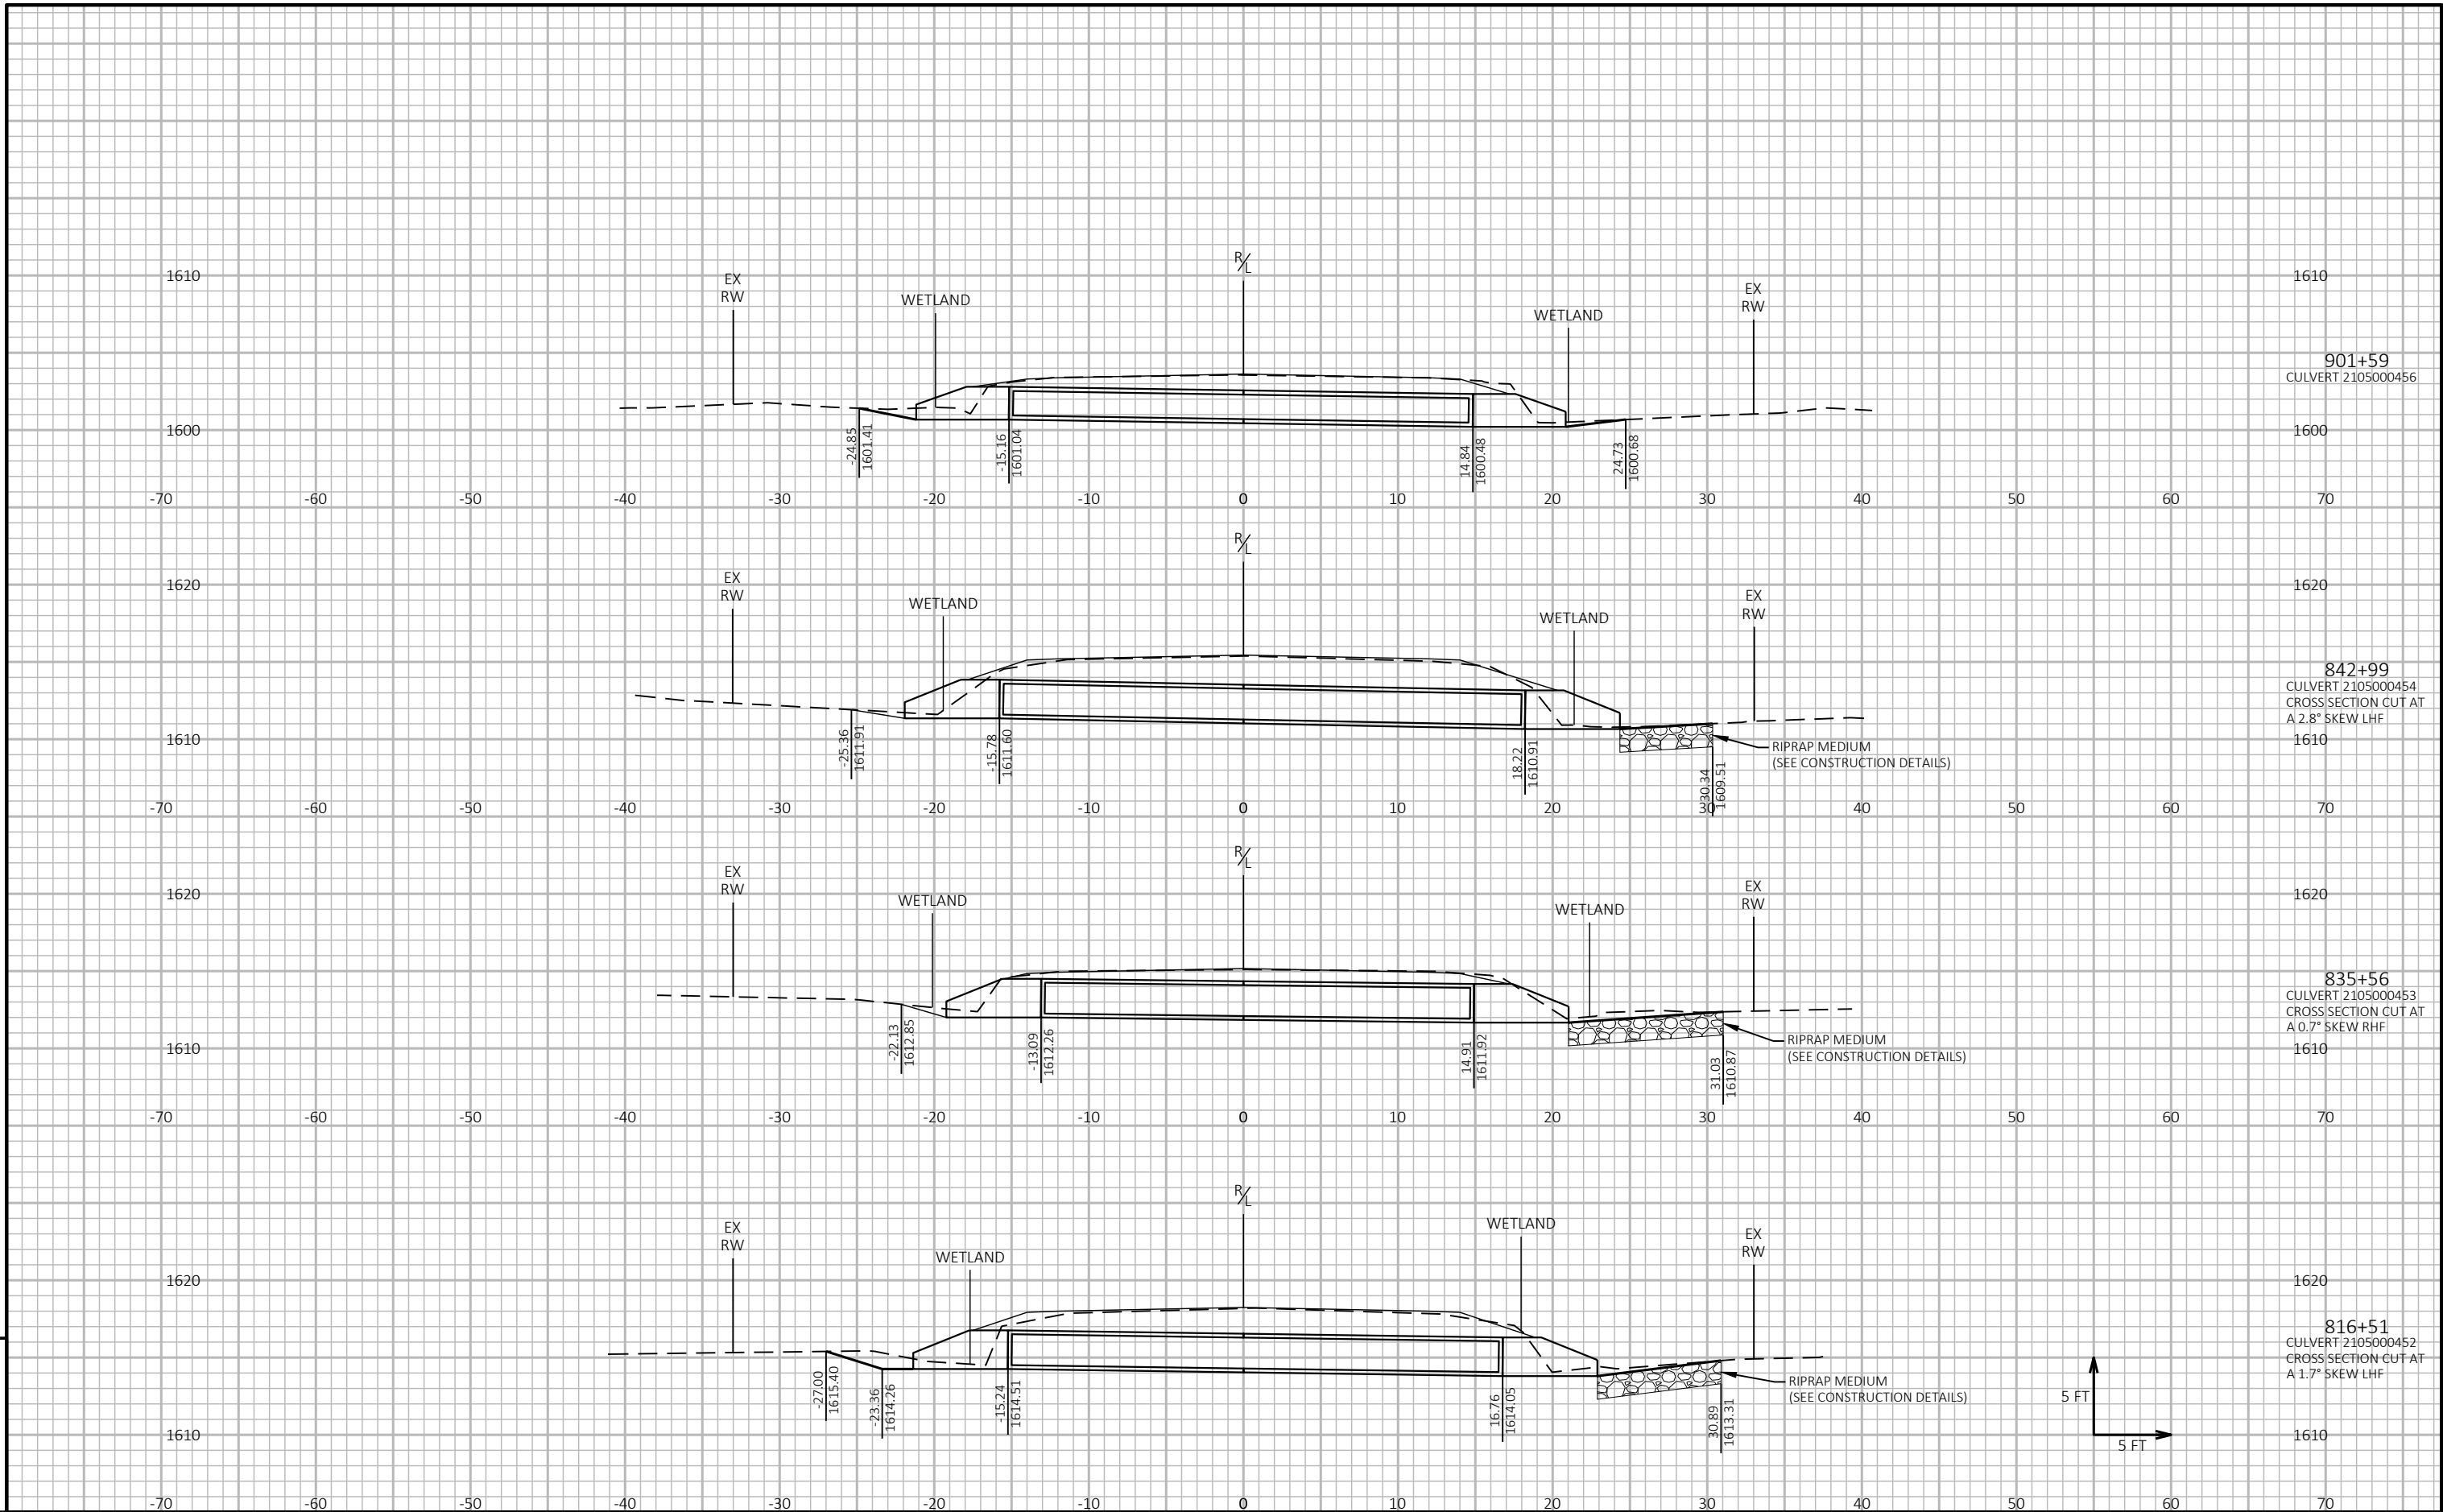 R/L
1610
EX
RW
WETLAND
WETLAND
EX
RW
1610
901+59
CULVERT 2105000456
1600
-24.85
1601.41
-15.16
1601.04
14.84
1600.48
24.73
1600.68
1600
-70 -60 -50 -40 -30 -20 -10 0 10 20 30 40 50 60 70
R/L
1620
EX
RW
WETLAND
WETLAND
EX
RW
1620
842+99
CULVERT 2105000454
CROSS SECTION CUT AT
A 2.8° SKEW LHF
1610
-25.36
1611.91
-15.78
1611.60
18.22
1610.91
30.34
1609.51
RIPRAP MEDIUM
(SEE CONSTRUCTION DETAILS)
1610
-70 -60 -50 -40 -30 -20 -10 0 10 20 30 40 50 60 70
R/L
1620
EX
RW
WETLAND
WETLAND
EX
RW
1620
835+56
CULVERT 2105000453
CROSS SECTION CUT AT
A 0.7° SKEW RHF
1610
-22.13
1612.85
-13.09
1612.26
14.91
1611.92
31.03
1610.87
RIPRAP MEDIUM
(SEE CONSTRUCTION DETAILS)
1610
-70 -60 -50 -40 -30 -20 -10 0 10 20 30 40 50 60 70
R/L
1620
EX
RW
WETLAND
WETLAND
EX
RW
1620
816+51
CULVERT 2105000452
CROSS SECTION CUT AT
A 1.7° SKEW LHF
1610
-27.00
1615.40
-23.36
1614.26
-15.24
1614.51
16.76
1614.05
30.89
1613.31
RIPRAP MEDIUM
(SEE CONSTRUCTION DETAILS)
5 FT
5 FT
1610
-70 -60 -50 -40 -30 -20 -10 0 10 20 30 40 50 60 70